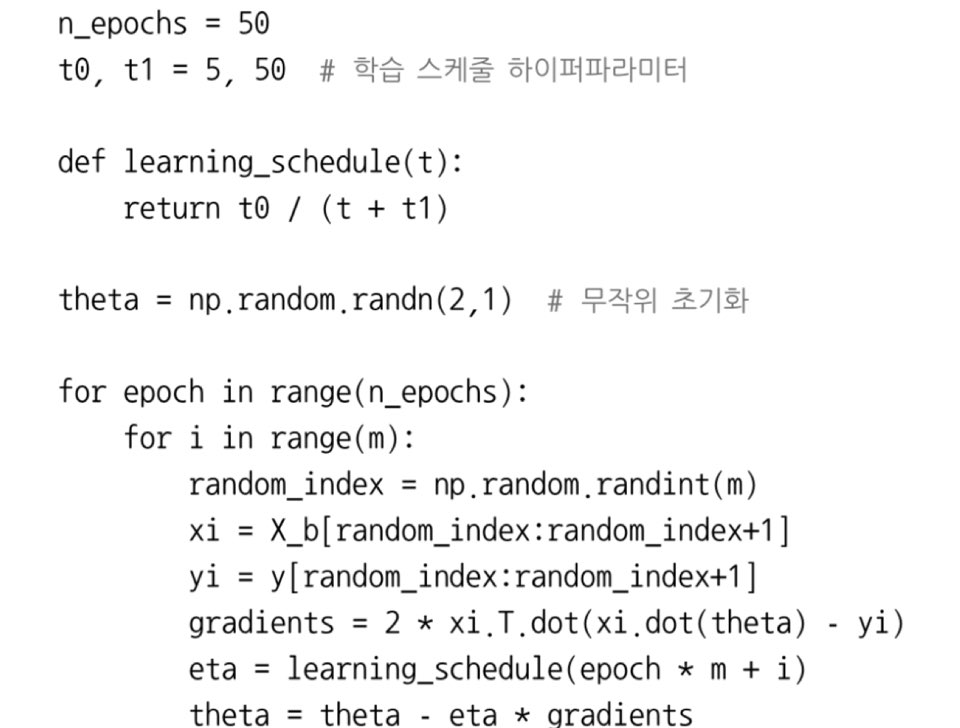 n_epochs = 50
t0, t1 = 5, 50  # 학습 스케줄 하이퍼파라미터
def learning_schedule(t):
    return t0 / (t + t1)
theta = np.random.randn(2,1)  # 무작위 초기화
for epoch in range(n_epochs):
    for i in range(m):
        random_index = np.random.randint(m)
        xi = X_b[random_index:random_index+1]
        yi = y[random_index:random_index+1]
        gradients = 2 * xi.T.dot(xi.dot(theta) - yi)
        eta = learning_schedule(epoch * m + i)
        theta = theta - eta * gradients